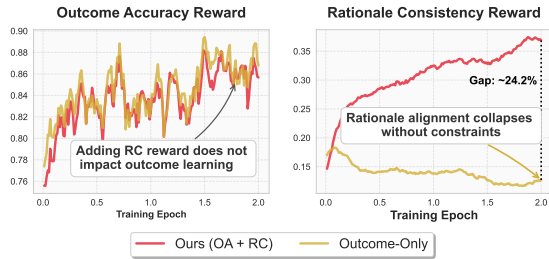 Outcome Accuracy Reward
0.90
0.88
0.86
0.84
0.82
0.80
0.78
0.76
Adding RC reward does not
impact outcome learning
0.0
0.5
1.0
1.5
2.0
Training Epoch
Rationale Consistency Reward
0.35
0.30
0.25
0.20
0.15
Gap: ~24.2%
Rationale alignment collapses
without constraints
0.0
0.5
1.0
1.5
2.0
Training Epoch
Ours (OA + RC)
Outcome-Only